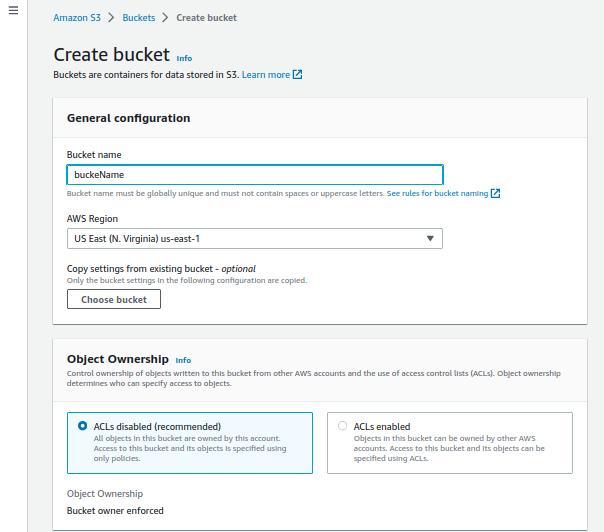 Amazon S3 > Buckets > Create bucket
Create bucket Info
Buckets are containers for data stored in S3. Learn more
General configuration
Bucket name
buckeName
Bucket name must be globally unique and must not contain spaces or uppercase letters. See rules for bucket naming
AWS Region
US East (N. Virginia) us-east-1
Copy settings from existing bucket - optional
Only the bucket settings in the following configuration are copied.
Choose bucket
Object Ownership Info
Control ownership of objects written to this bucket from other AWS accounts and the use of access control lists (ACLs). Object ownership
determines who can specify access to objects.
ACLs disabled (recommended)
All objects in this bucket are owned by this account.
Access to this bucket and its objects is specified using
only policies.
ACLs enabled
Objects in this bucket can be owned by other AWS
accounts. Access to this bucket and its objects can be
specified using ACLs.
Object Ownership
Bucket owner enforced